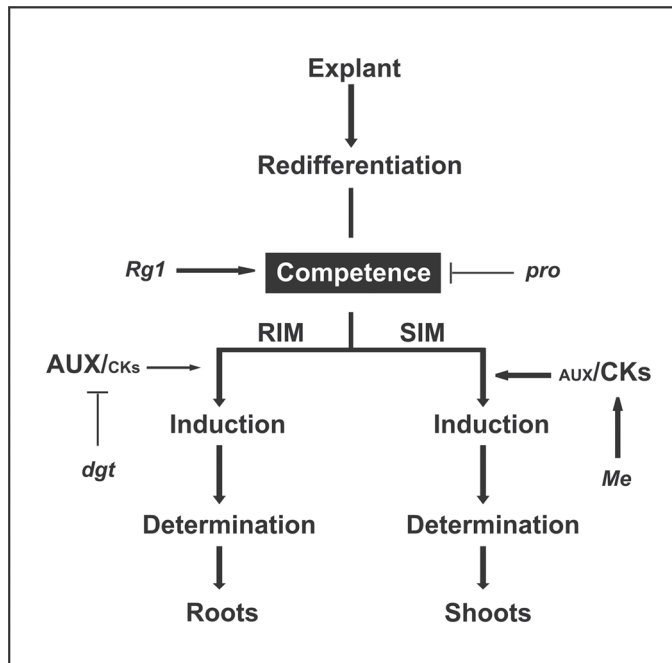 Explant
Redifferentiation
Rg1
Competence
pro
RIM
SIM
AUX/CKs
AUX/CKs
Induction
Induction
dgt
Me
Determination
Determination
Roots
Shoots